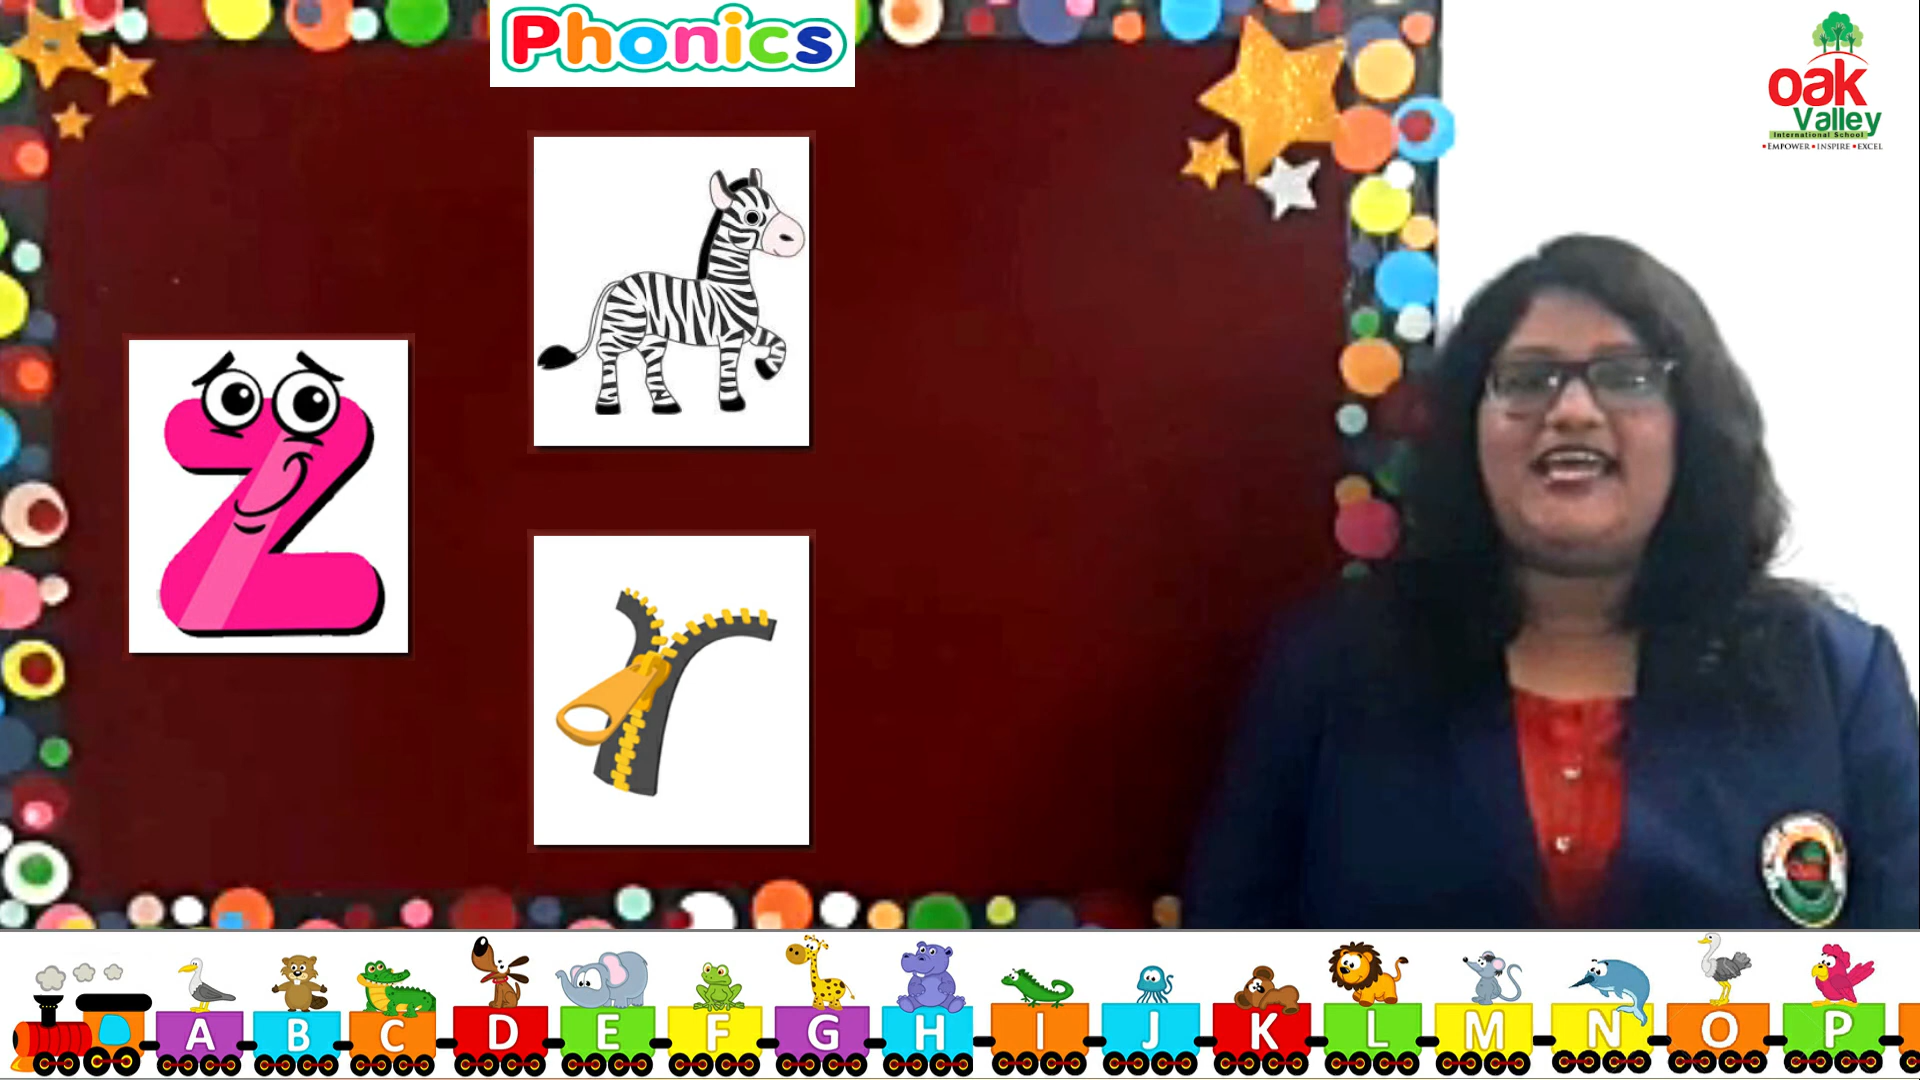 Phonics
oak
Valley
International School
•EMPOWER •INSPIRE •EXCEL
Z
A B C D E F G H I J K L M N O P